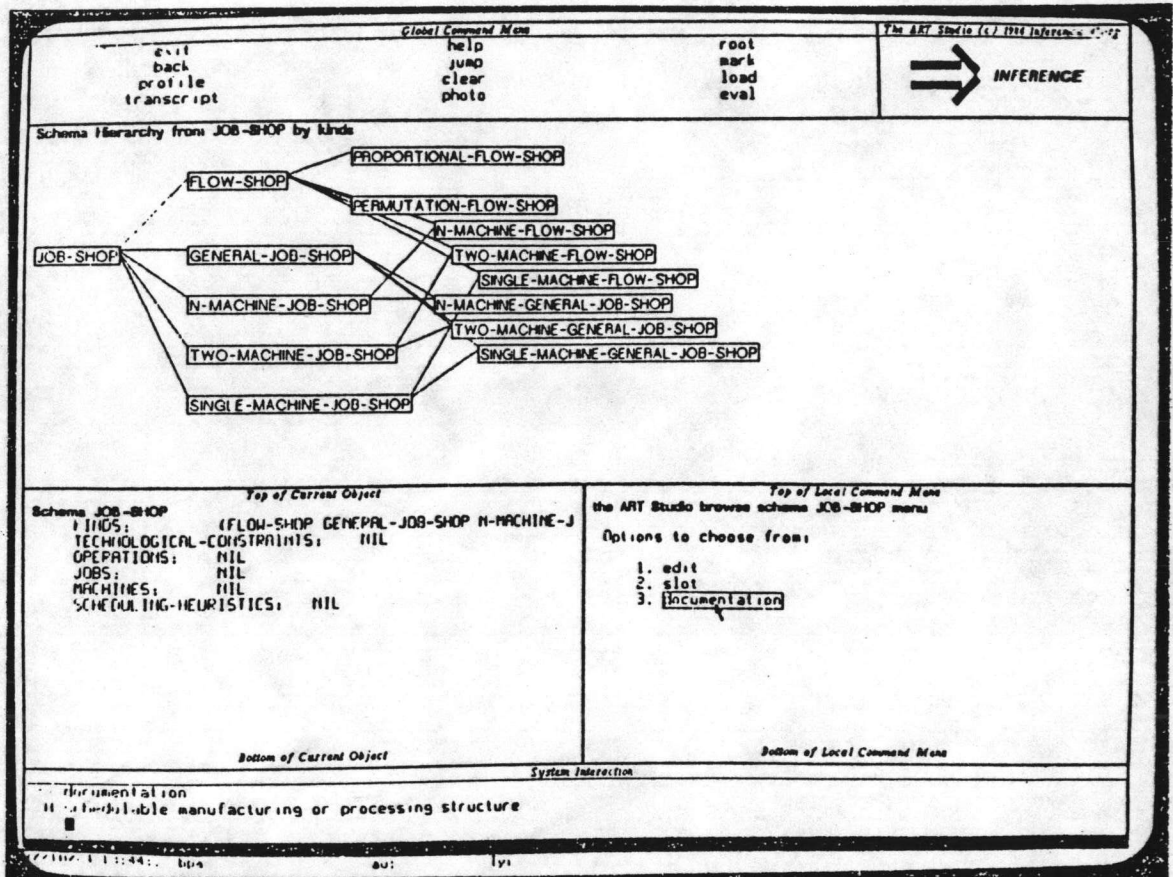 Global Command Menu
The ART Studio (c) 1984 Inference
exit help root
back jump mark
profile clear load
transcript photo eval
INFERENCE
Schema Hierarchy from JOB-SHOP by kinds
PROPORTIONAL-FLOW-SHOP
FLOW-SHOP
PERMUTATION-FLOW-SHOP
N-MACHINE-FLOW-SHOP
JOB-SHOP GENERAL-JOB-SHOP TWO-MACHINE-FLOW-SHOP
SINGLE-MACHINE-FLOW-SHOP
N-MACHINE-JOB-SHOP N-MACHINE-GENERAL-JOB-SHOP
TWO-MACHINE-GENERAL-JOB-SHOP
TWO-MACHINE-JOB-SHOP SINGLE-MACHINE-GENERAL-JOB-SHOP
SINGLE-MACHINE-JOB-SHOP
Top of Current Object
Schema JOB-SHOP
KINDS: (FLOW-SHOP GENERAL-JOB-SHOP N-MACHINE-J
TECHNOLOGICAL-CONSTRAINTS: NIL
OPERATIONS: NIL
JOBS: NIL
MACHINES: NIL
SCHEDULING-HEURISTICS: NIL
Bottom of Current Object
Top of Local Command Menu
the ART Studio browse schema JOB-SHOP menu
Options to choose from:
1. edit
2. slot
3. Documentation
Bottom of Local Command Menu
System Interaction
documentation
A schedulable manufacturing or processing structure